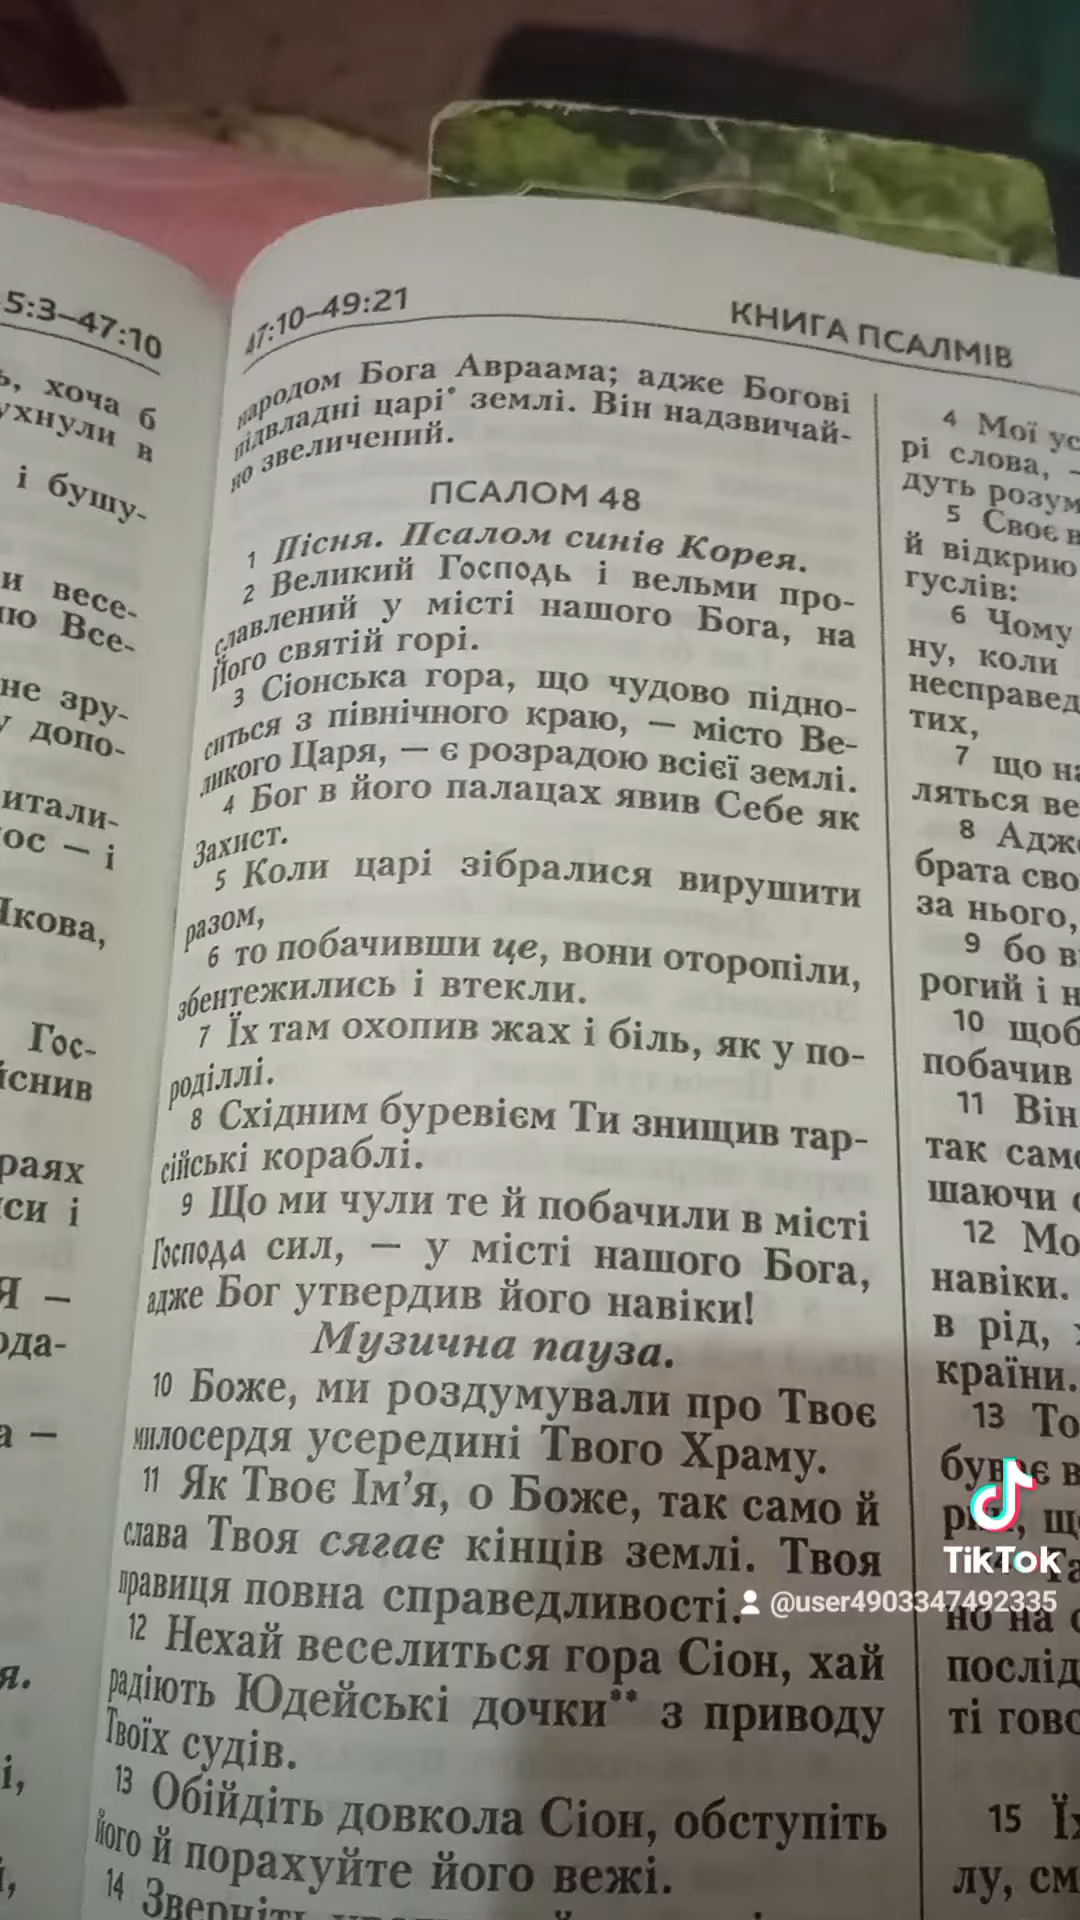 5:3–47:10
хоча б
ухнули в
і бушу-
и весе-
ню Все-
не зру-
у допо-
итали-
ос — і
Якова,
Гос-
йснив
раях
си і
Я —
ода-
а —
я.
і,
47:10–49:21
КНИГА ПСАЛМІВ
народом Бога Авраама; адже Богові
підвладні царі* землі. Він надзвичай-
но звеличений.
ПСАЛОМ 48
1 Пісня. Псалом синів Корея.
2 Великий Господь і вельми про-
славлений у місті нашого Бога, на
Його святій горі.
3 Сіонська гора, що чудово підно-
ситься з північного краю, — місто Ве-
ликого Царя, — є розрадою всієї землі.
4 Бог в його палацах явив Себе як
Захист.
5 Коли царі зібралися вирушити
разом,
6 то побачивши це, вони оторопіли,
збентежились і втекли.
7 Їх там охопив жах і біль, як у по-
роділлі.
8 Східним буревієм Ти знищив тар-
сійські кораблі.
9 Що ми чули те й побачили в місті
Господа сил, — у місті нашого Бога,
адже Бог утвердив його навіки!
Музична пауза.
10 Боже, ми роздумували про Твоє
милосердя усередині Твого Храму.
11 Як Твоє Ім’я, о Боже, так само й
слава Твоя сягає кінців землі. Твоя
правиця повна справедливості.
12 Нехай веселиться гора Сіон, хай
радіють Юдейські дочки** з приводу
Твоїх судів.
13 Обійдіть довкола Сіон, обступіть
його й порахуйте його вежі.
14 Зверніть
4 Мої ус
рі слова, —
дуть розум
5 Своє в
й відкрию
гуслів:
6 Чому
ну, коли
несправед
тих,
7 що на
ляться ве
8 Адже
брата сво
за нього,
9 бо в
рогий і н
10 щоб
побачив
11 Він
так само
шаючи с
12 Мо
навіки.
в рід,
країни.
13 То
був
є в
що
но на
послід
ті гово
15 Їх
лу, см
TikTok
@user4903347492335